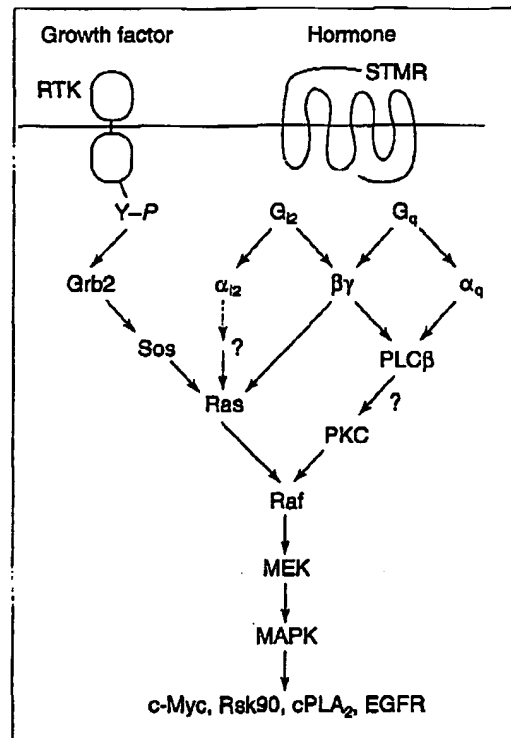 Growth factor Hormone
RTK STMR
Y–P Gi2 Gq
Grb2 αi2 βγ αq
Sos ? PLCβ
Ras ?
PKC
Raf
MEK
MAPK
c-Myc, Rsk90, cPLA2, EGFR